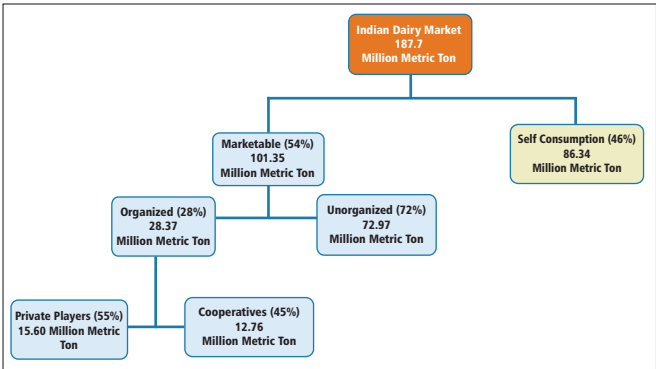 Indian Dairy Market
187.7
Million Metric Ton
Marketable (54%)
101.35
Million Metric Ton
Self Consumption (46%)
86.34
Million Metric Ton
Organized (28%)
28.37
Million Metric Ton
Unorganized (72%)
72.97
Million Metric Ton
Private Players (55%)
15.60 Million Metric
Ton
Cooperatives (45%)
12.76
Million Metric Ton